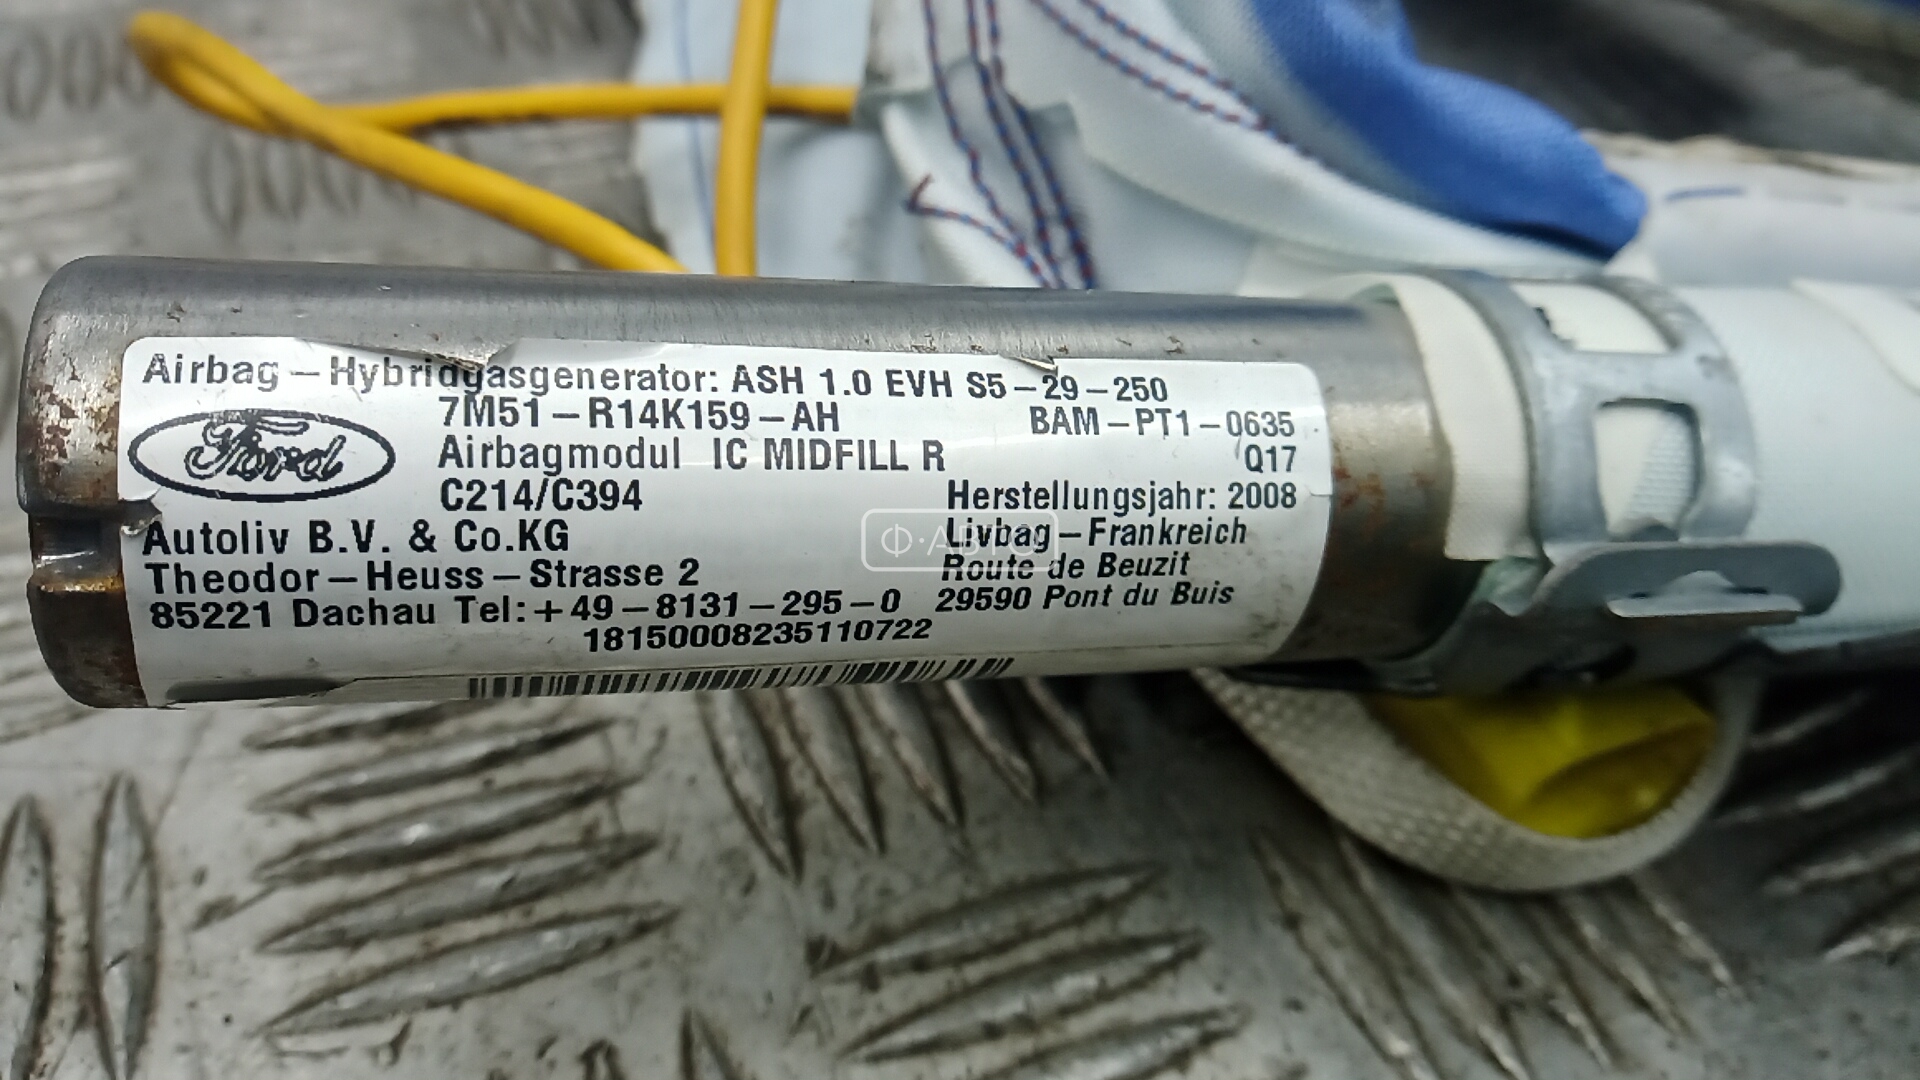 Airbag – Hybridgasgenerator: ASH 1.0 EVH S5 – 29 – 250
7M51 – R14K159 – AH BAM – PT1 – 0635
Ford
Airbagmodul IC MIDFILL R Q17
C214/C394 Herstellungsjahr: 2008
Autoliv B.V. & Co.KG Livbag – Frankreich
Ф·АВТО
Theodor – Heuss – Strasse 2 Route de Beuzit
85221 Dachau Tel: + 49 – 8131 – 295 – 0 29590 Pont du Buis
18150008235110722